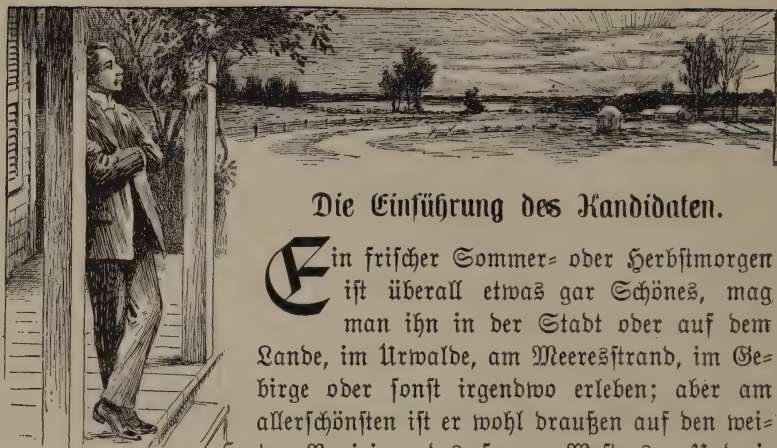 Die Einführung des Kandidaten.
Ein frischer Sommer- oder Herbstmorgen
ist überall etwas gar Schönes, mag
man ihn in der Stadt oder auf dem
Lande, im Urwalde, am Meeresstrand, im Ge-
birge oder sonst irgendwo erleben; aber am
allerschönsten ist er wohl draußen auf den wei-